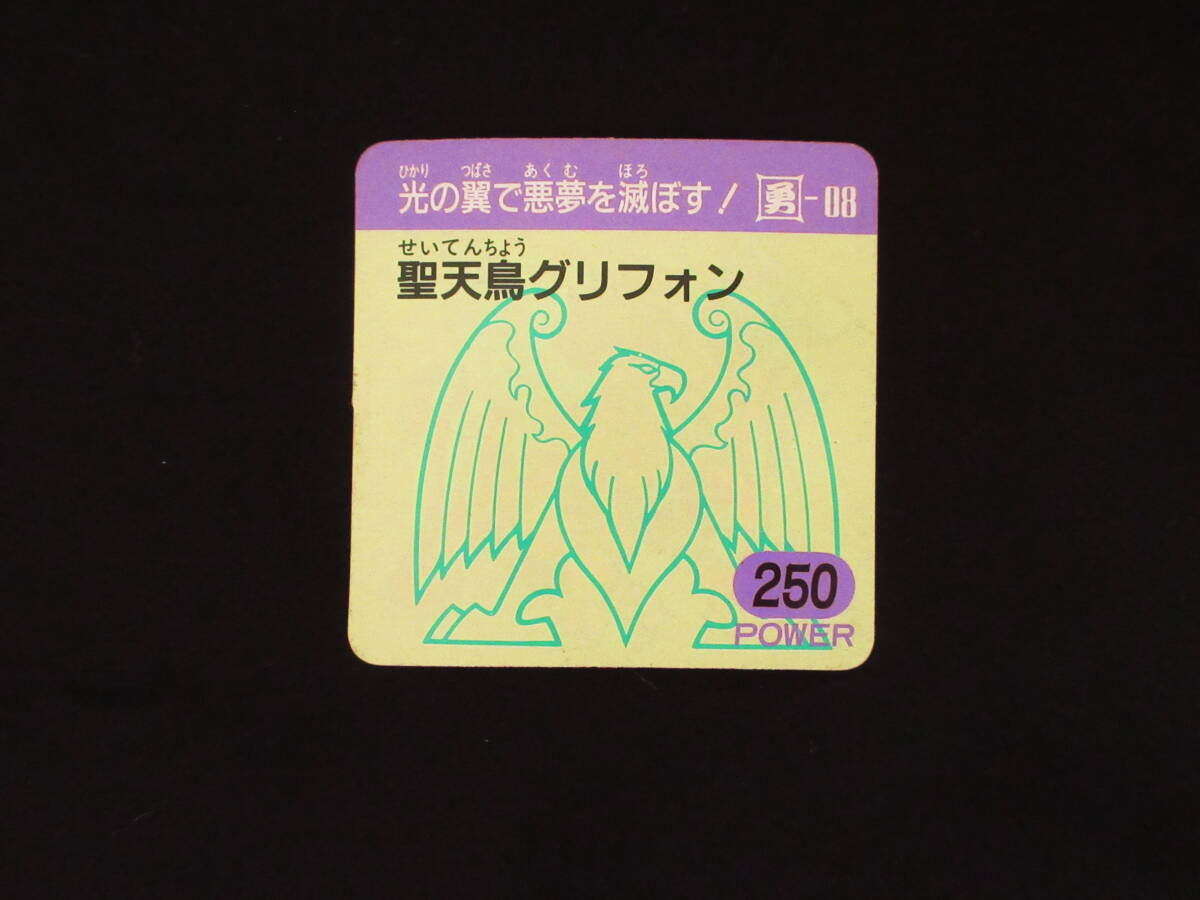 ひかり つばさ あくむ ほろ
光の翼で悪夢を滅ぼす! 勇-08
せいてんちょう
聖天鳥グリフォン
250
POWER